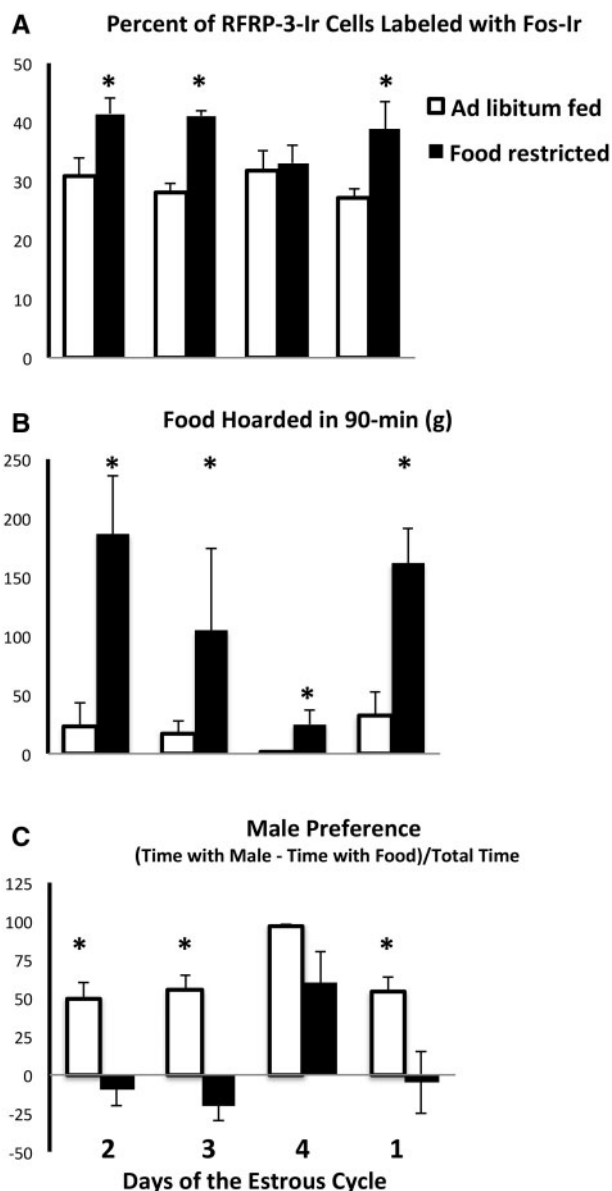 A
Percent of RFRP-3-Ir Cells Labeled with Fos-Ir
50
40
30
20
10
0
* * *
Ad libitum fed
Food restricted
B
Food Hoarded in 90-min (g)
250
200
150
100
50
0
* * * *
C
Male Preference
(Time with Male - Time with Food)/Total Time
125
100
75
50
25
0
-25
-50
* * *
2 3 4 1
Days of the Estrous Cycle